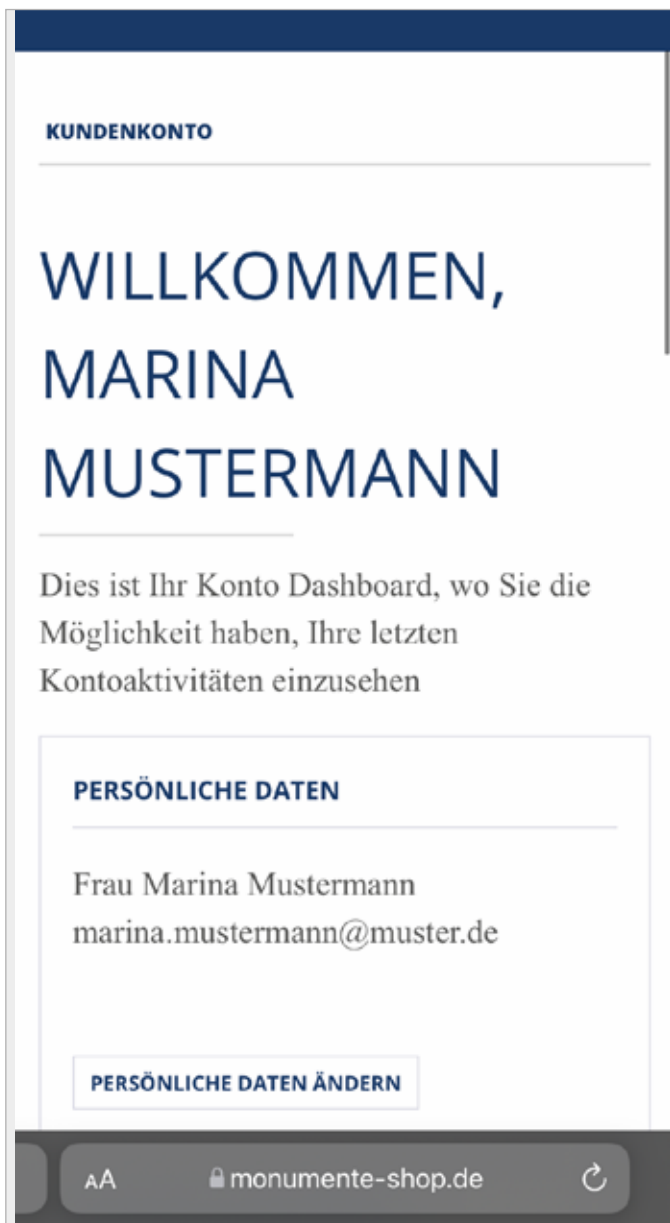 KUNDENKONTO
WILLKOMMEN,
MARINA
MUSTERMANN
Dies ist Ihr Konto Dashboard, wo Sie die
Möglichkeit haben, Ihre letzten
Kontoaktivitäten einzusehen
PERSÖNLICHE DATEN
Frau Marina Mustermann
marina.mustermann@muster.de
PERSÖNLICHE DATEN ÄNDERN
AA monumente-shop.de